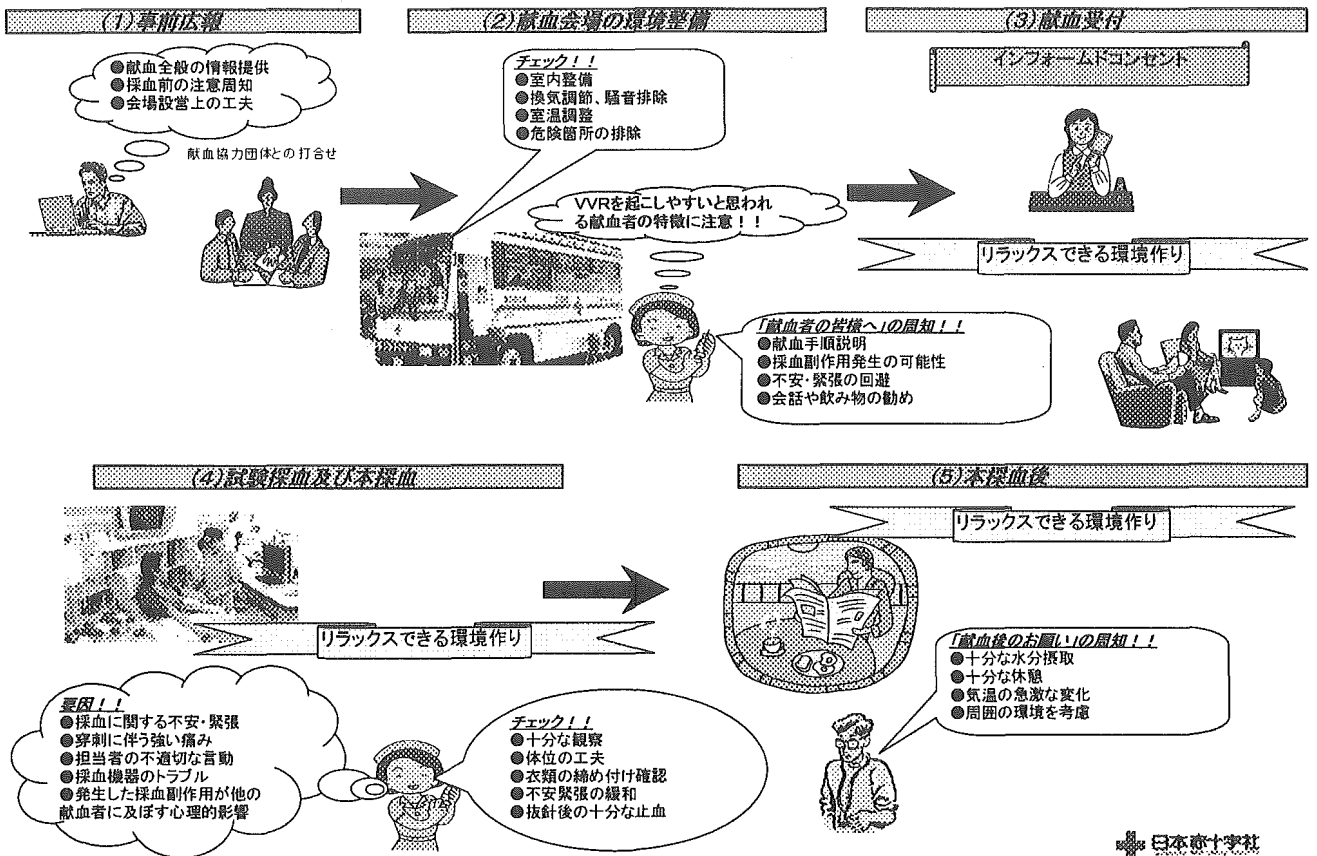 (1)事前広報
●献血全般の情報提供
●採血前の注意周知
●会場設営上の工夫
献血協力団体との打合せ
(2)献血会場の環境整備
チェック！！
●室内整備
●換気調節、騒音排除
●室温調整
●危険箇所の排除
VVRを起こしやすいと思われ
る献血者の特徴に注意！！
「献血者の皆様へ」の周知！！
●献血手順説明
●採血副作用発生の可能性
●不安・緊張の回避
●会話や飲み物の勧め
(3)献血受付
インフォームドコンセント
リラックスできる環境作り
(4)試験採血及び本採血
リラックスできる環境作り
要因！！
●採血に関する不安・緊張
●穿刺に伴う強い痛み
●担当者の不適切な言動
●採血機器のトラブル
●発生した採血副作用が他の
献血者に及ぼす心理的影響
チェック！！
●十分な観察
●体位の工夫
●衣類の締め付け確認
●不安緊張の緩和
●抜針後の十分な止血
(5)本採血後
リラックスできる環境作り
「献血後のお願い」の周知！！
●十分な水分摂取
●十分な休憩
●気温の急激な変化
●周囲の環境を考慮
日本赤十字社